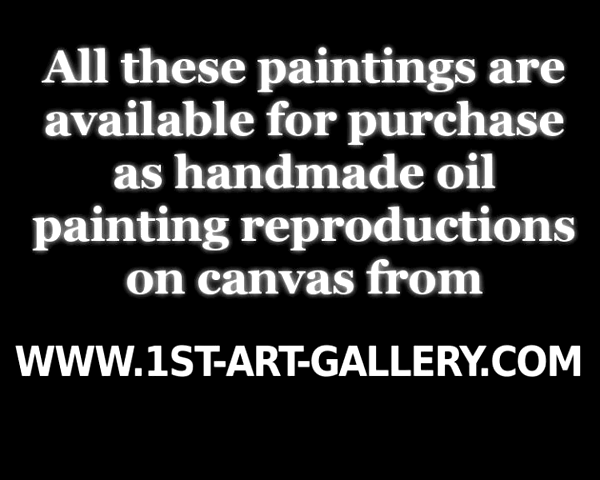 All these paintings are
available for purchase
as handmade oil
painting reproductions
on canvas from
WWW.1ST-ART-GALLERY.COM